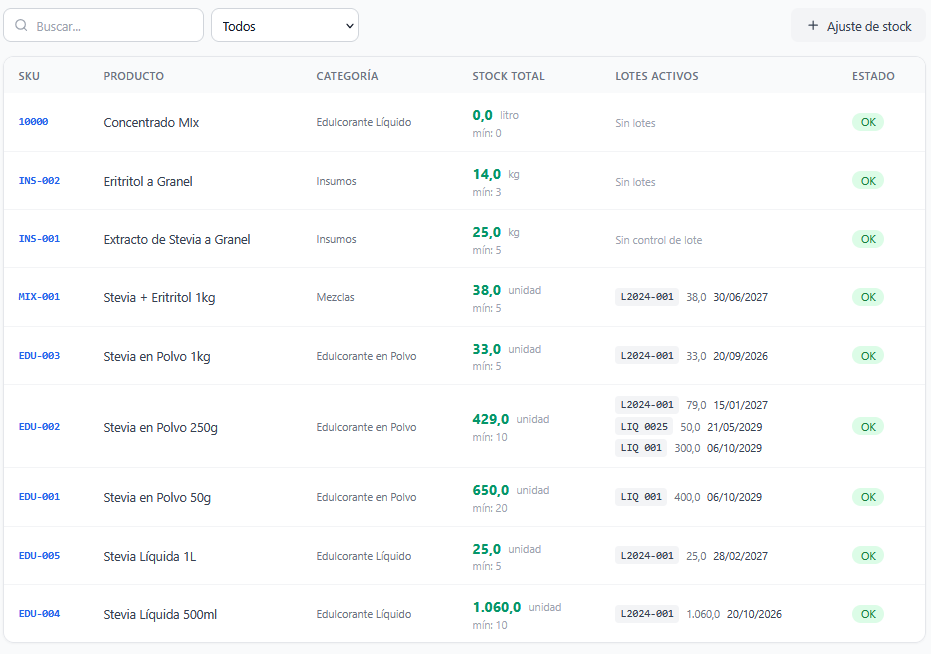 Buscar...
Todos
+ Ajuste de stock
SKU PRODUCTO CATEGORÍA STOCK TOTAL LOTES ACTIVOS ESTADO
10000 Concentrado MIx Edulcorante Líquido 0,0 litro Sin lotes OK
mín: 0
INS-002 Eritritol a Granel Insumos 14,0 kg Sin lotes OK
mín: 3
INS-001 Extracto de Stevia a Granel Insumos 25,0 kg Sin control de lote OK
mín: 5
MIX-001 Stevia + Eritritol 1kg Mezclas 38,0 unidad L2024-001 38,0 30/06/2027 OK
mín: 5
EDU-003 Stevia en Polvo 1kg Edulcorante en Polvo 33,0 unidad L2024-001 33,0 20/09/2026 OK
mín: 5
EDU-002 Stevia en Polvo 250g Edulcorante en Polvo 429,0 unidad L2024-001 79,0 15/01/2027 OK
mín: 10 LIQ 0025 50,0 21/05/2029
LIQ 001 300,0 06/10/2029
EDU-001 Stevia en Polvo 50g Edulcorante en Polvo 650,0 unidad LIQ 001 400,0 06/10/2029 OK
mín: 20
EDU-005 Stevia Líquida 1L Edulcorante Líquido 25,0 unidad L2024-001 25,0 28/02/2027 OK
mín: 5
EDU-004 Stevia Líquida 500ml Edulcorante Líquido 1.060,0 unidad L2024-001 1.060,0 20/10/2026 OK
mín: 10